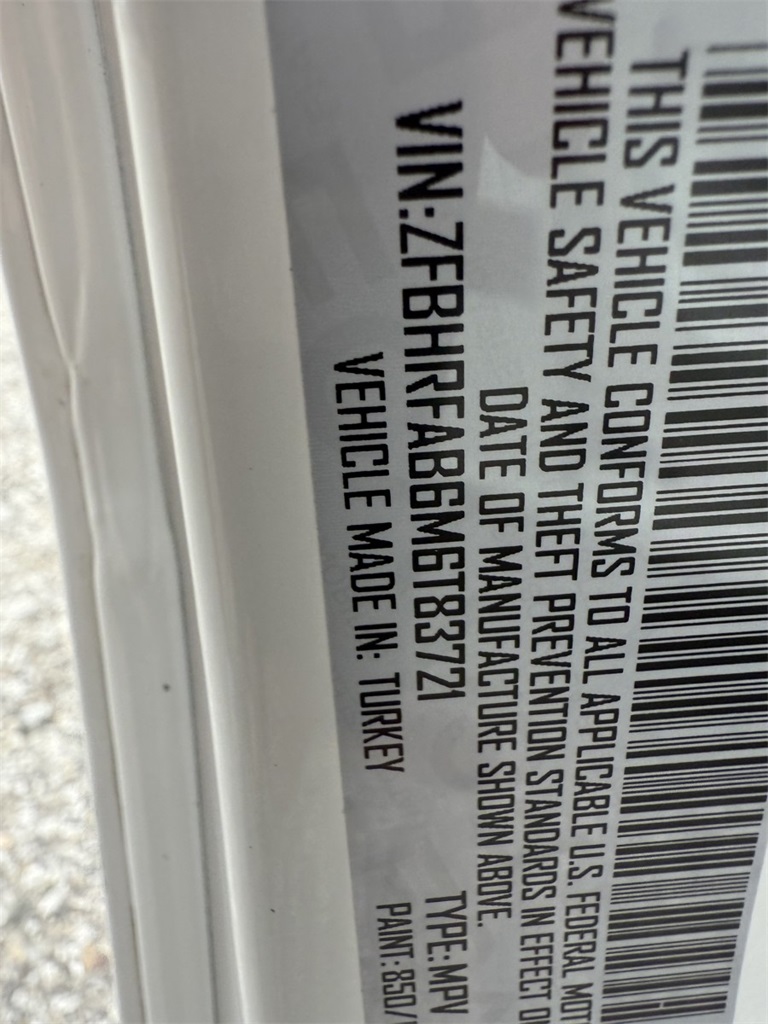 THIS VEHICLE CONFORMS TO ALL APPLICABLE U.S. FEDERAL MOT
VEHICLE SAFETY AND THEFT PREVENTION STANDARDS IN EFFECT O
DATE OF MANUFACTURE SHOWN ABOVE.
VIN:ZFBHRFAB6M6T83721 TYPE:MPV
VEHICLE MADE IN: TURKEY PAINT: 850/